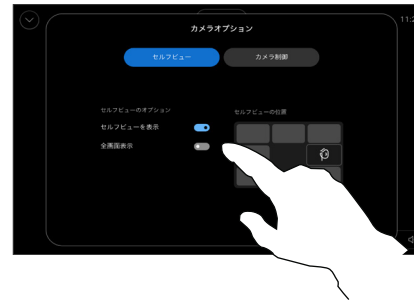 11:2
カメラオプション
セルフビュー
カメラ制御
セルフビューのオプション
セルフビューの位置
セルフビューを表示
全画面表示